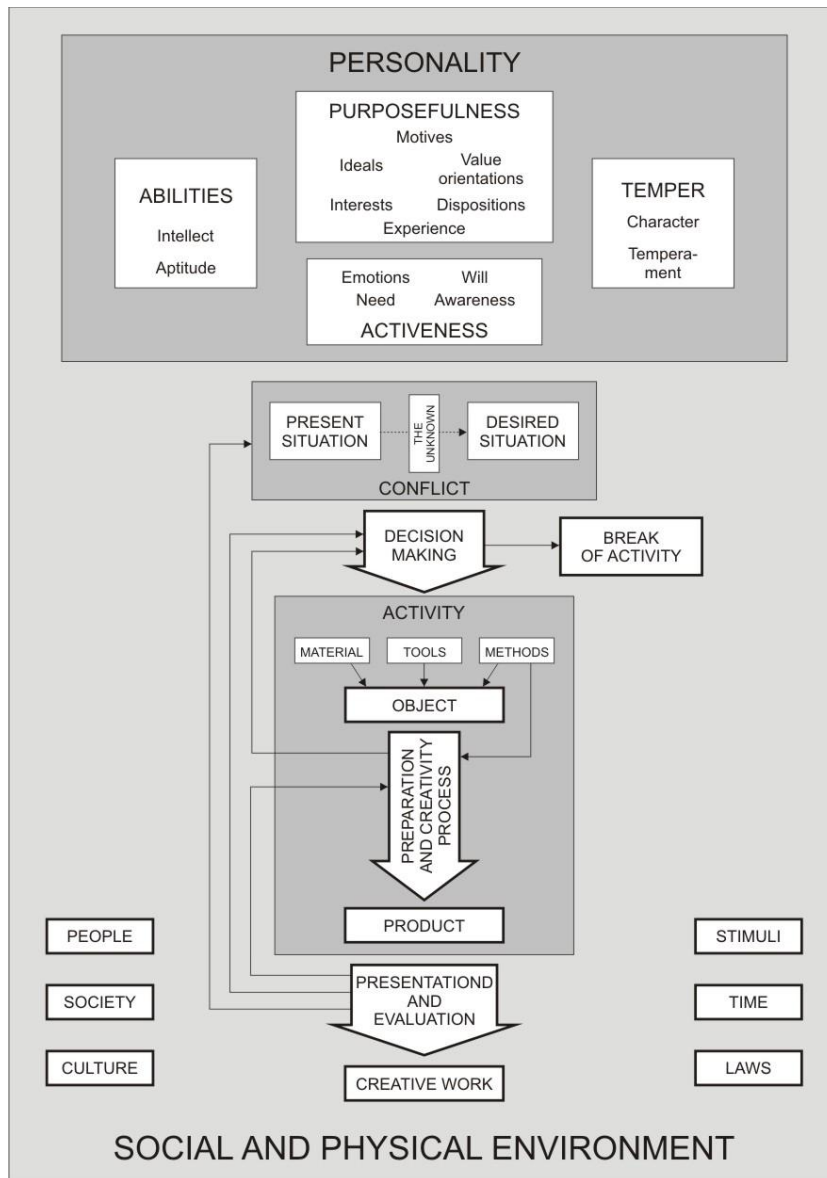 PERSONALITY
PURPOSEFULNESS
Motives
Ideals
Value
orientations
Interests
Dispositions
Experience
ABILITIES
Intellect
Aptitude
TEMPER
Character
Tempera-
ment
Emotions
Will
Need
Awareness
ACTIVENESS
PRESENT
SITUATION
THE
UNKNOWN
DESIRED
SITUATION
CONFLICT
DECISION
MAKING
BREAK
OF ACTIVITY
ACTIVITY
MATERIAL
TOOLS
METHODS
OBJECT
PREPARATION
AND CREATIVITY
PROCESS
PRODUCT
PEOPLE
SOCIETY
CULTURE
PRESENTATIOND
AND
EVALUATION
CREATIVE WORK
STIMULI
TIME
LAWS
SOCIAL AND PHYSICAL ENVIRONMENT